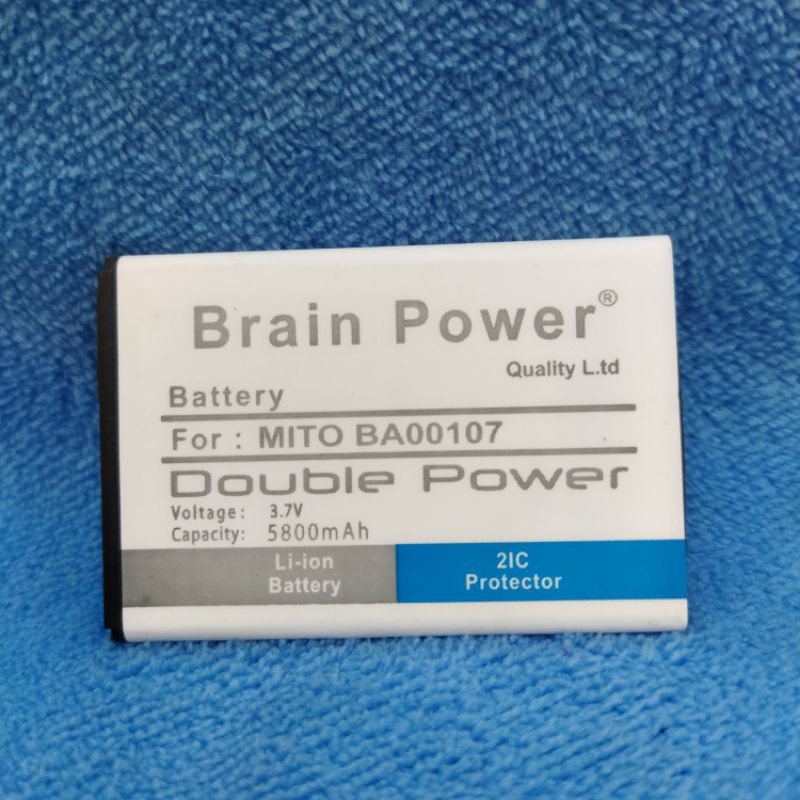 Brain Power®
Quality L.td
Battery
For : MITO BA00107
Double Power
Voltage: 3.7V
Capacity: 5800mAh
Li-ion
Battery
2IC
Protector